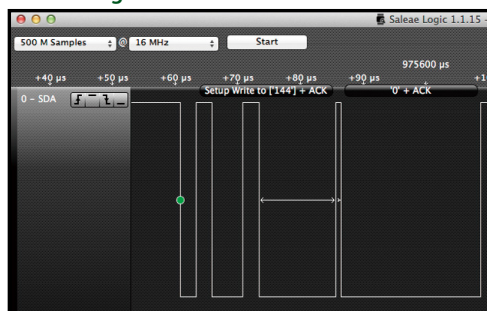 Saleae Logic 1.1.15
500 M Samples @ 16 MHz Start
975600 µs
+40 µs +50 µs +60 µs +70 µs +80 µs +90 µs
0 - SDA Setup Write to ['144'] + ACK '0' + ACK